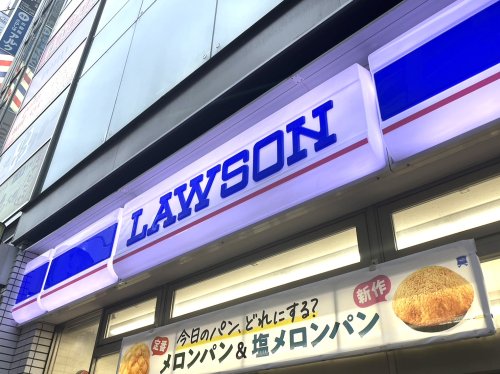 LAWSON
今日のパン、どれにする?
定番
メロンパン & 塩メロンパン
新作